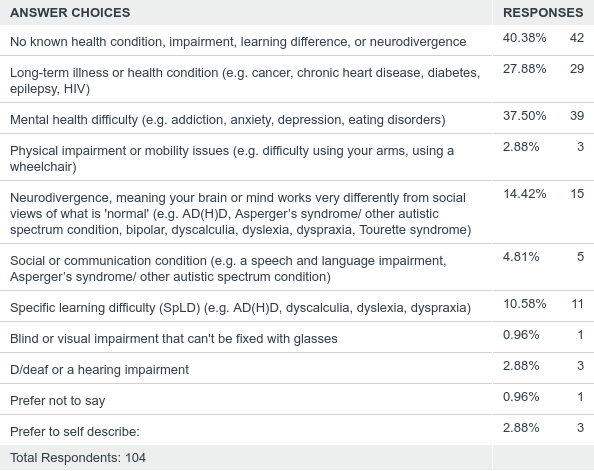 ANSWER CHOICES RESPONSES
No known health condition, impairment, learning difference, or neurodivergence 40.38% 42
Long-term illness or health condition (e.g. cancer, chronic heart disease, diabetes, 27.88% 29
epilepsy, HIV)
Mental health difficulty (e.g. addiction, anxiety, depression, eating disorders) 37.50% 39
Physical impairment or mobility issues (e.g. difficulty using your arms, using a 2.88% 3
wheelchair)
Neurodivergence, meaning your brain or mind works very differently from social 14.42% 15
views of what is 'normal' (e.g. AD(H)D, Asperger’s syndrome/ other autistic
spectrum condition, bipolar, dyscalculia, dyslexia, dyspraxia, Tourette syndrome)
Social or communication condition (e.g. a speech and language impairment, 4.81% 5
Asperger’s syndrome/ other autistic spectrum condition)
Specific learning difficulty (SpLD) (e.g. AD(H)D, dyscalculia, dyslexia, dyspraxia) 10.58% 11
Blind or visual impairment that can't be fixed with glasses 0.96% 1
D/deaf or a hearing impairment 2.88% 3
Prefer not to say 0.96% 1
Prefer to self describe: 2.88% 3
Total Respondents: 104